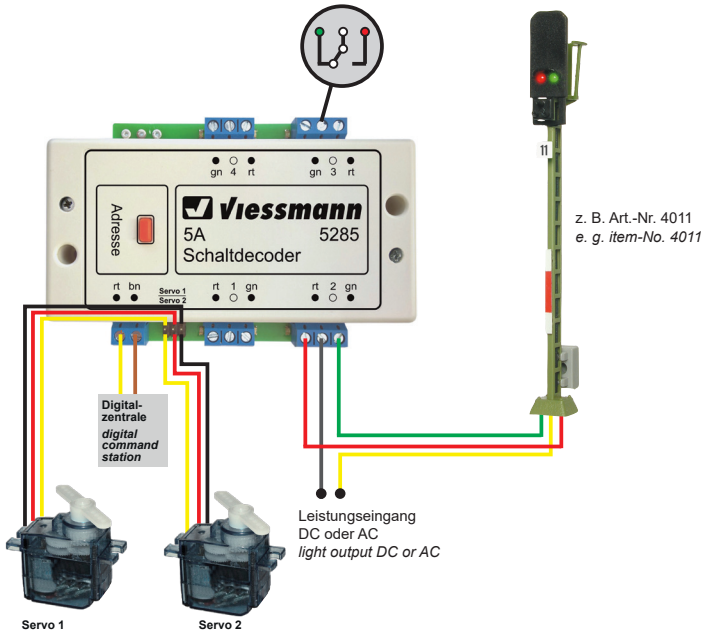 gn 4 rt
gn 3 rt
Adresse
Viessmann
5A 5285
Schaltdecoder
rt bn
Servo 1
Servo 2
rt 1 gn
rt 2 gn
11
z. B. Art.-Nr. 4011
e. g. item-No. 4011
Digital-
zentrale
digital
command
station
Leistungseingang
DC oder AC
light output DC or AC
Servo 1
Servo 2